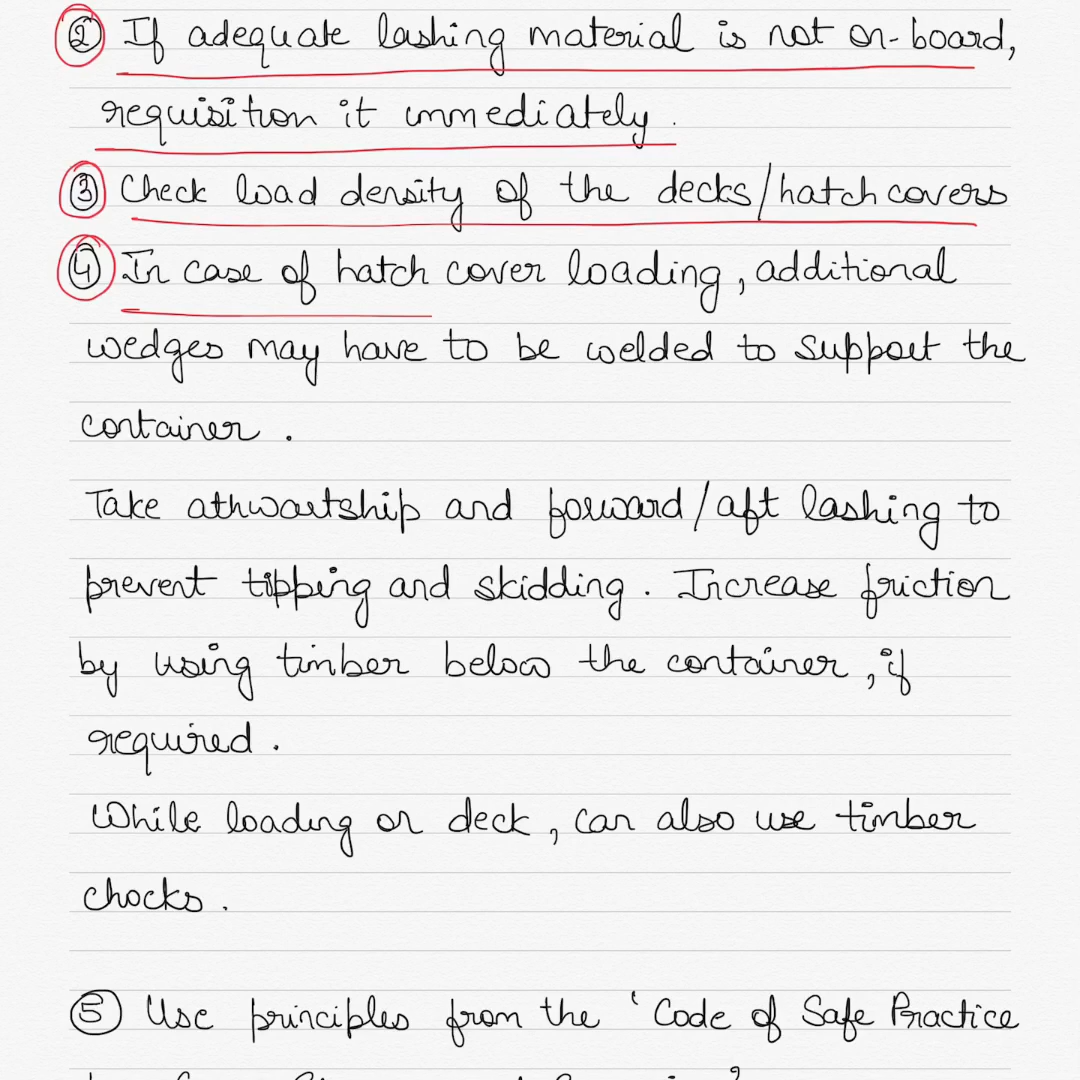 ② If adequate lashing material is not on-board,
requisition it immediately.
③ Check load density of the decks/hatch covers
④ In case of hatch cover loading, additional
wedges may have to be welded to support the
container.
Take athwartship and forward/aft lashing to
prevent tipping and skidding. Increase friction
by using timber below the container, if
required.
While loading on deck, can also use timber
chocks.
⑤ Use principles from the 'Code of Safe Practice